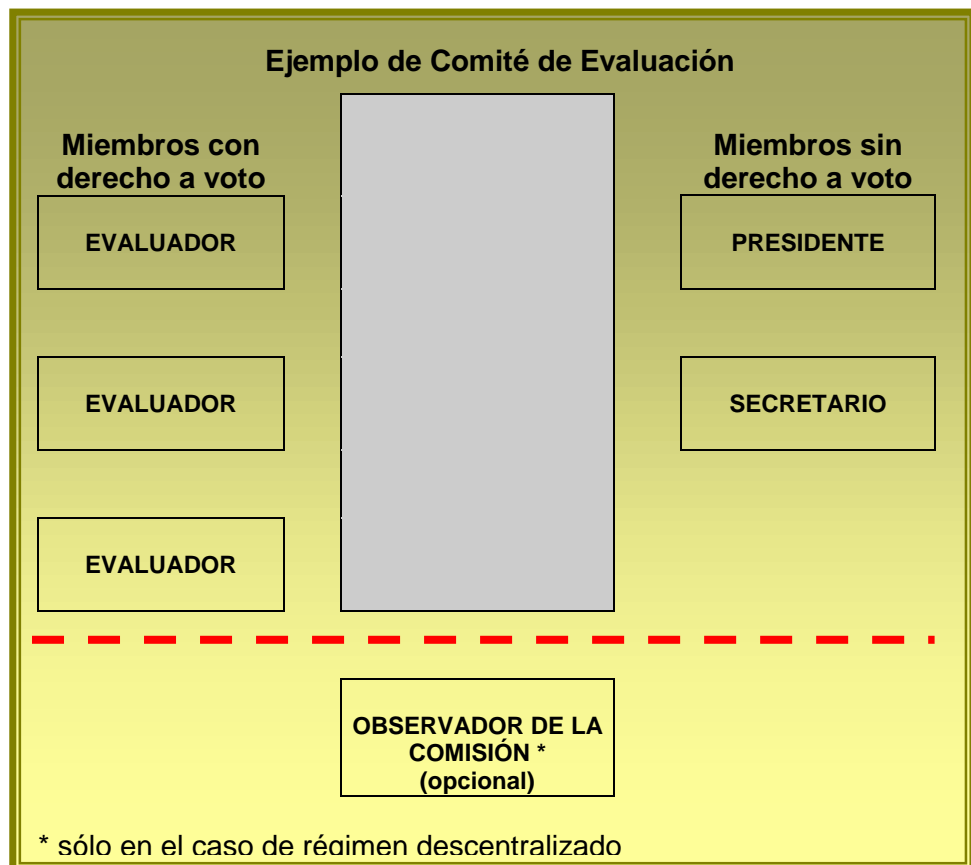 Ejemplo de Comité de Evaluación
Miembros con
derecho a voto
EVALUADOR
EVALUADOR
EVALUADOR
Miembros sin
derecho a voto
PRESIDENTE
SECRETARIO
OBSERVADOR DE LA
COMISIÓN *
(opcional)
* sólo en el caso de régimen descentralizado